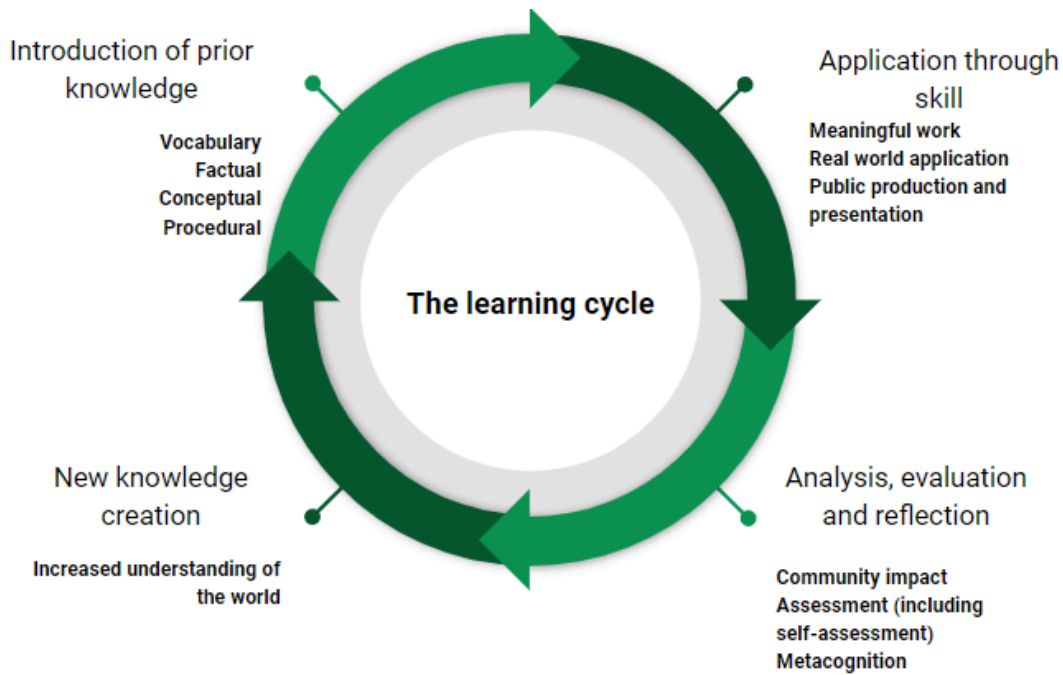 Introduction of prior
knowledge
Vocabulary
Factual
Conceptual
Procedural
Application through
skill
Meaningful work
Real world application
Public production and
presentation
The learning cycle
New knowledge
creation
Increased understanding of
the world
Analysis, evaluation
and reflection
Community impact
Assessment (including
self-assessment)
Metacognition